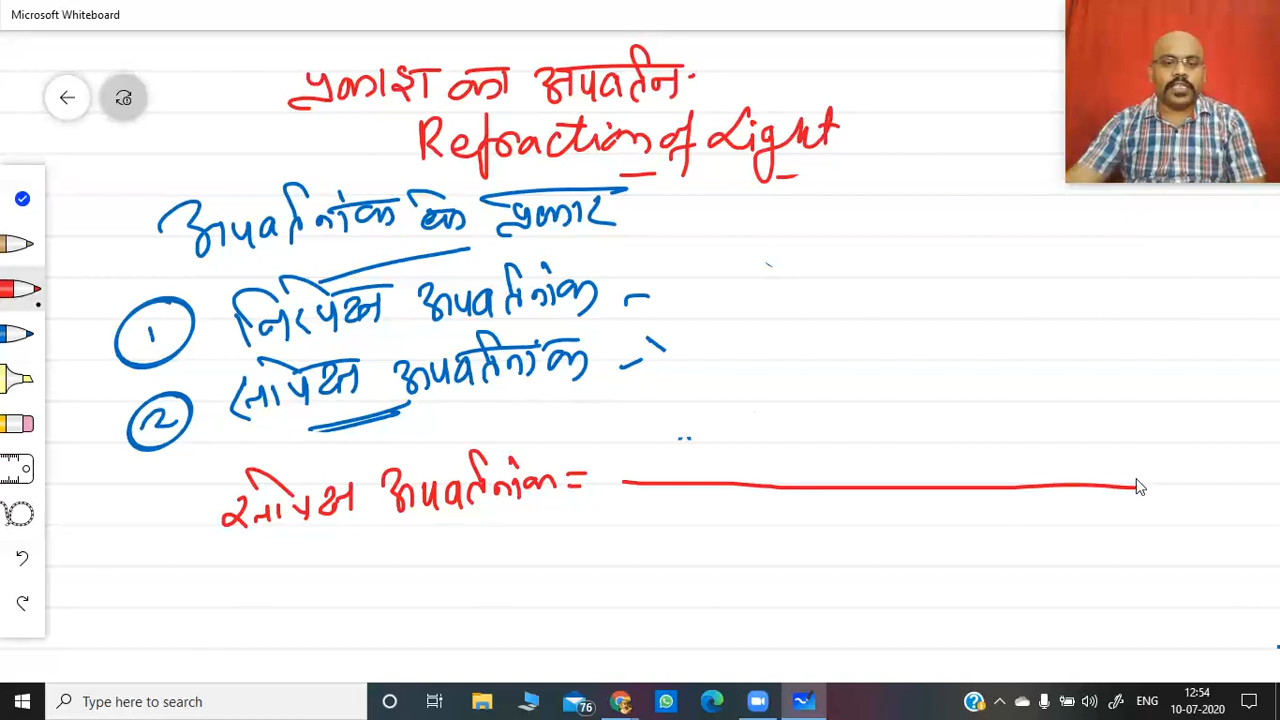 Microsoft Whiteboard
प्रकाश का अपवर्तन
Refraction of Light
अपवर्तनांक के प्रकार
1 निरपेक्ष अपवर्तनांक -
2 सापेक्ष अपवर्तनांक -
सापेक्ष अपवर्तनांक =
Type here to search
76
ENG
12:54
10-07-2020